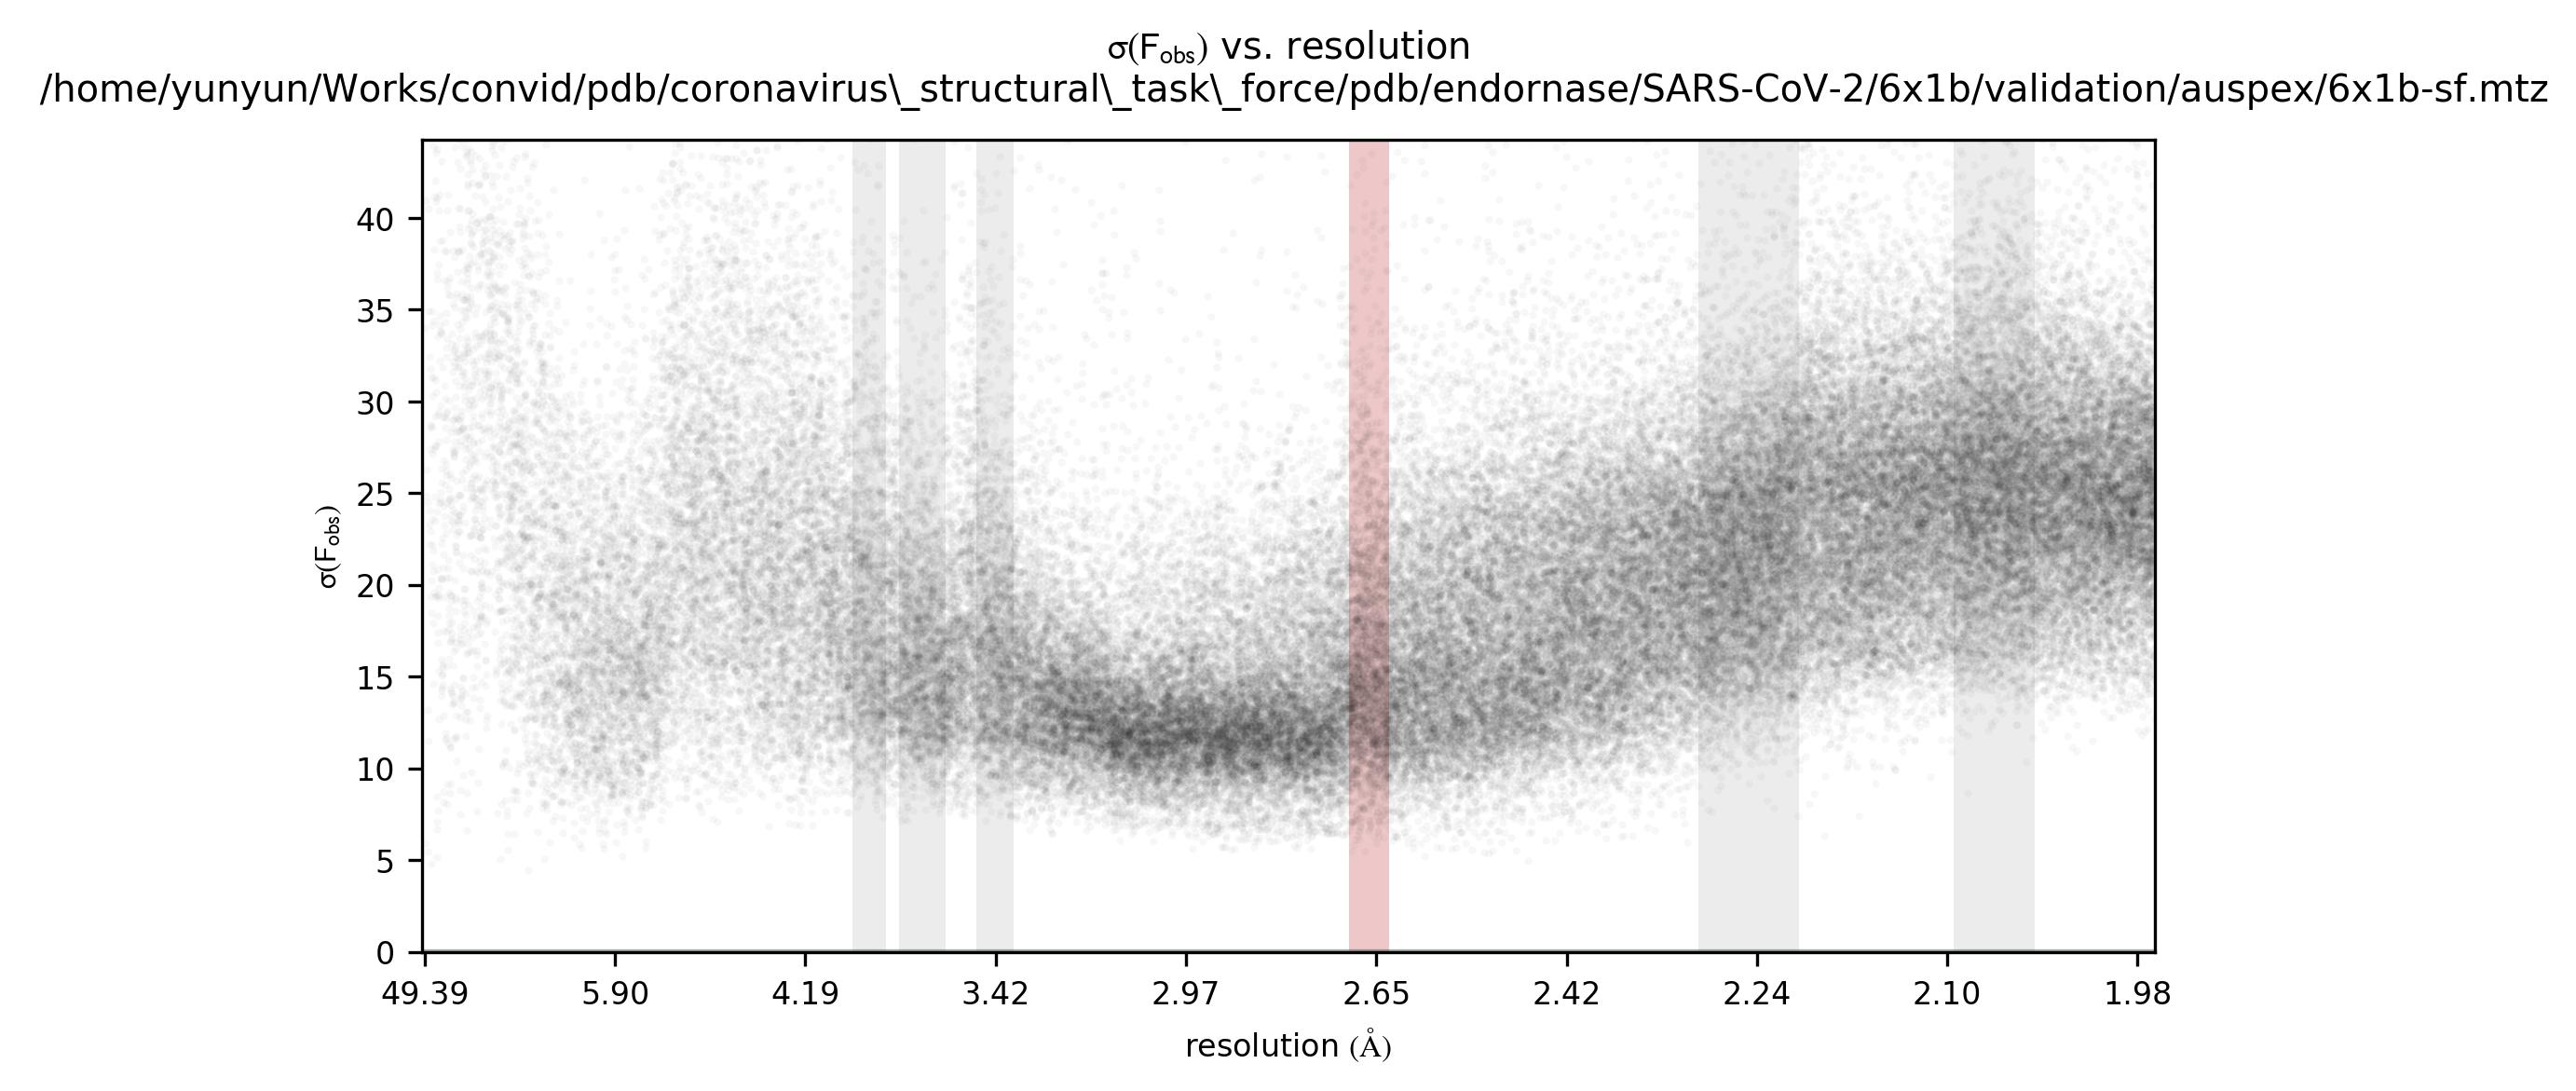 σ(Fobs) vs. resolution
/home/yunyun/Works/convid/pdb/coronavirus\_structural\_task\_force/pdb/endornase/SARS-CoV-2/6x1b/validation/auspex/6x1b-sf.mtz
40
35
30
25
20
15
10
5
0
σ(Fobs)
49.39 5.90 4.19 3.42 2.97 2.65 2.42 2.24 2.10 1.98
resolution (Å)